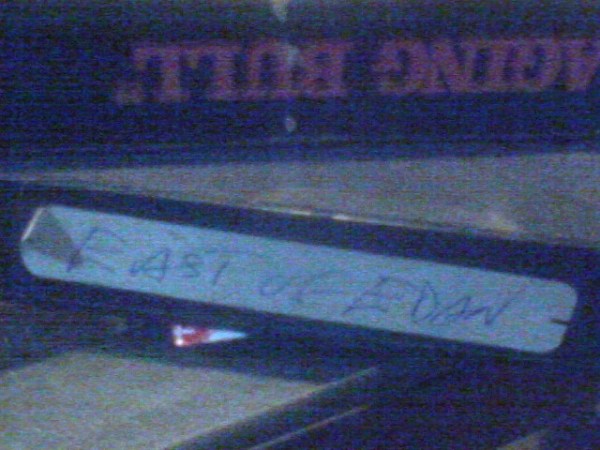 AGING BULL"
EAST OF EDAN